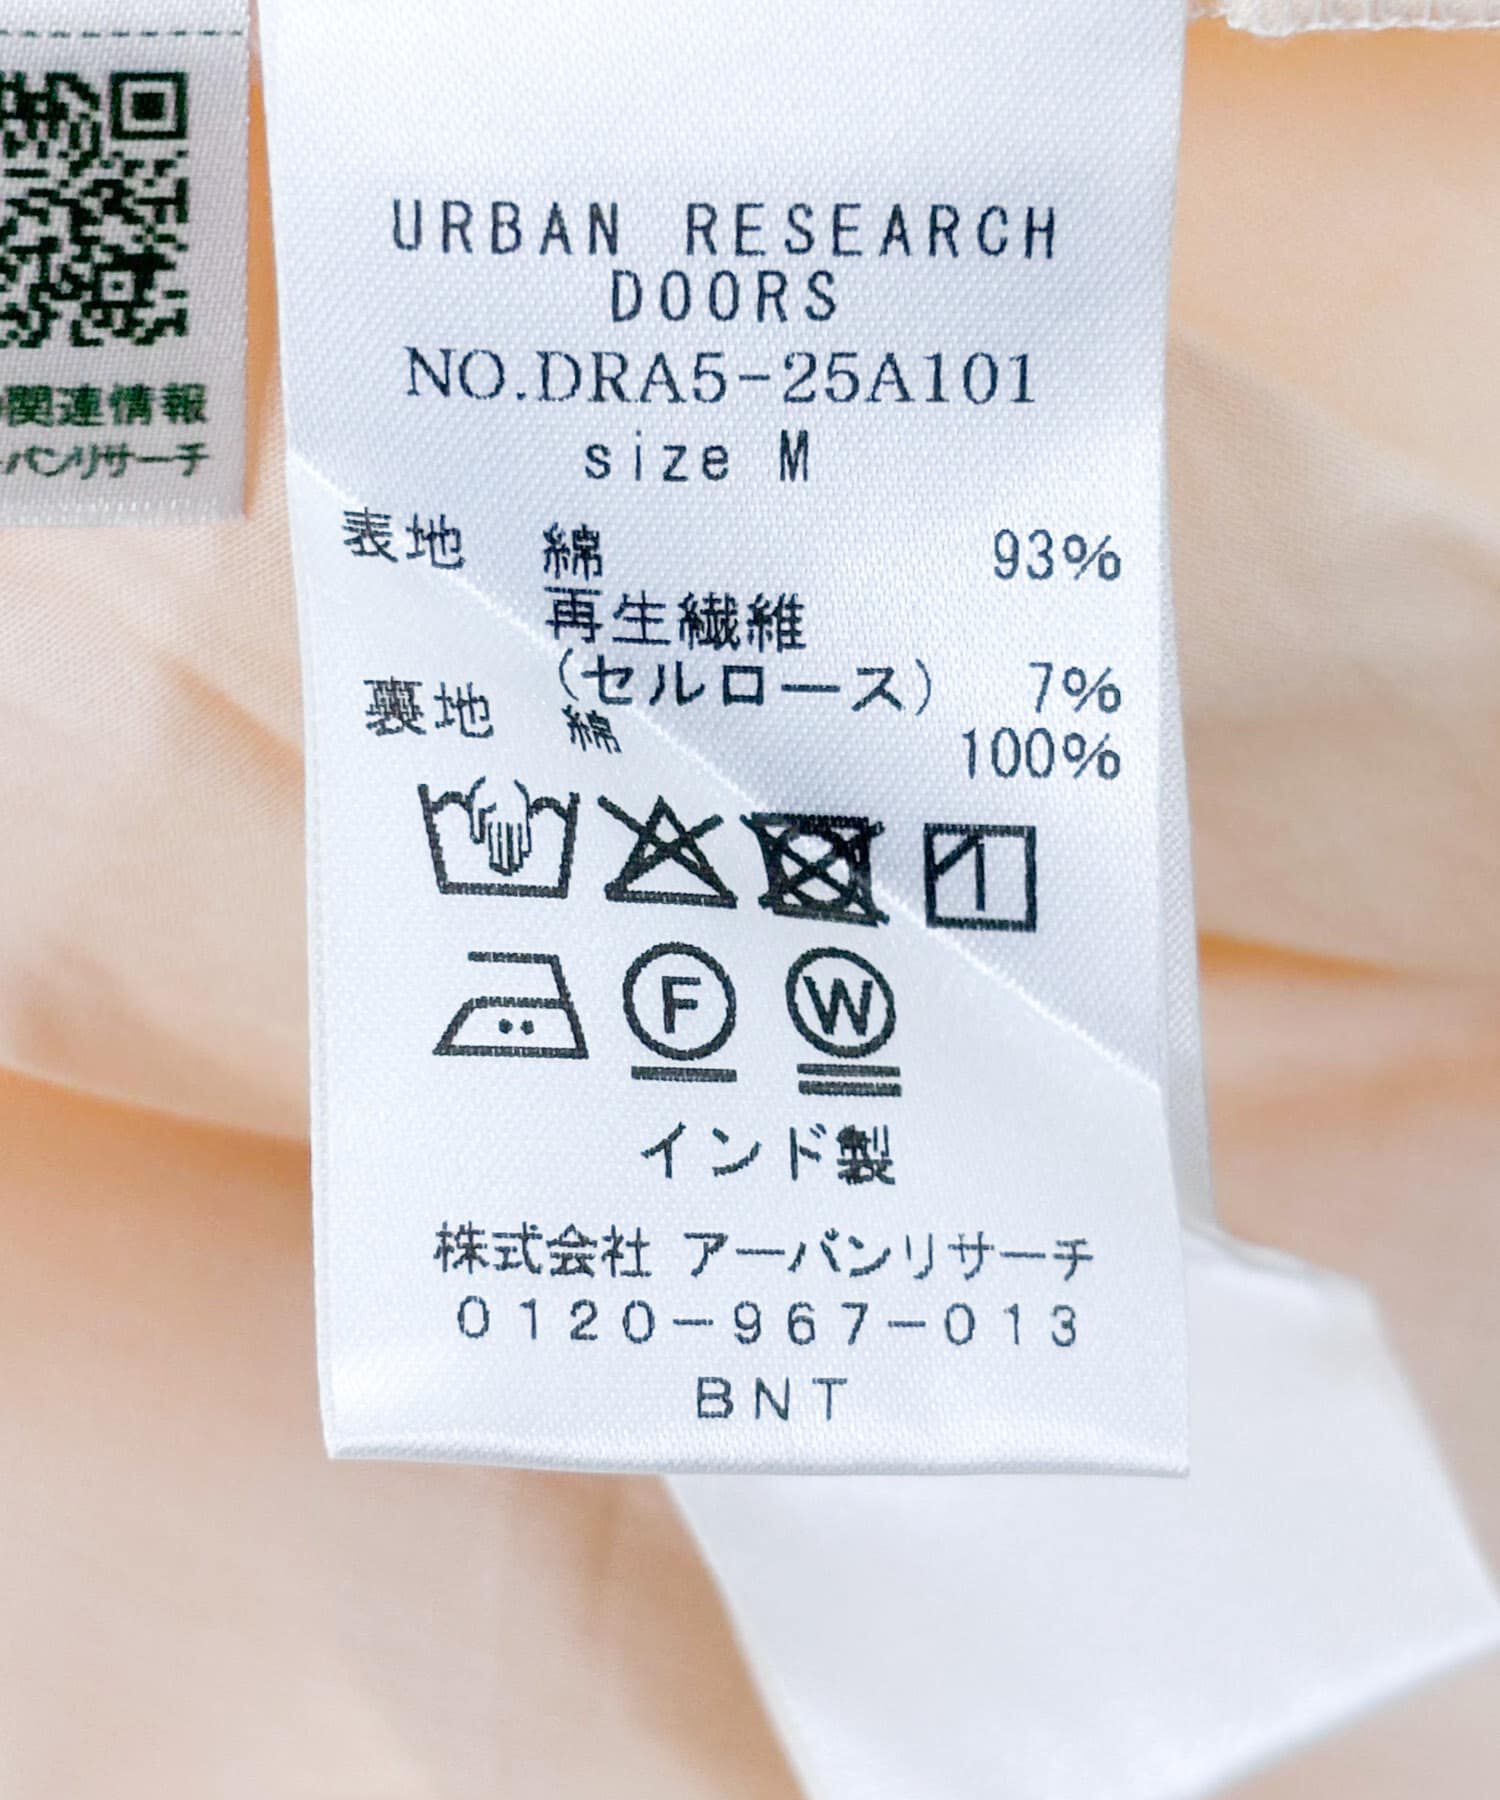 URBAN RESEARCH
DOORS
NO.DRA5-25A101
size M
表地 綿 93%
再生繊維
(セルロース) 7%
裏地 綿 100%
F W
インド製
株式会社 アーバンリサーチ
0120-967-013
BNT
関連情報
バンリサーチ